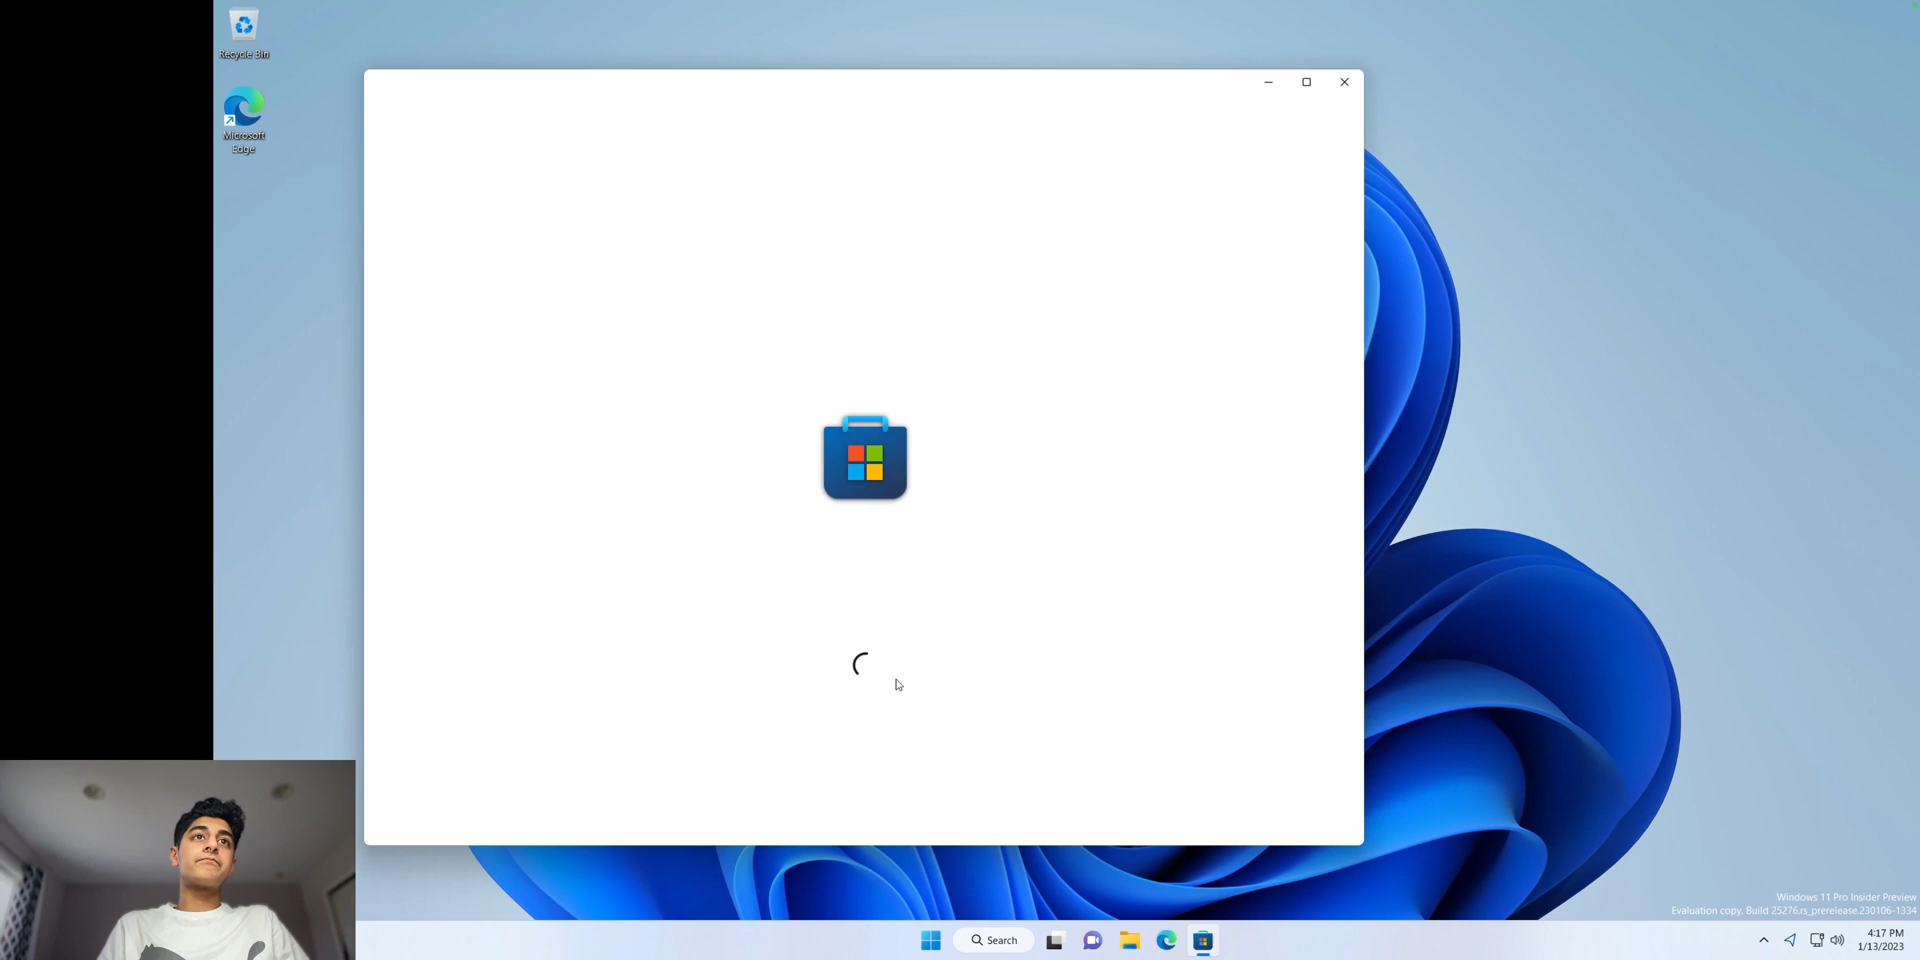 Recycle Bin
Microsoft
Edge
Windows 11 Pro Insider Preview
Evaluation copy. Build 25276.rs_prerelease.230106-1334
Search
4:17 PM
1/13/2023